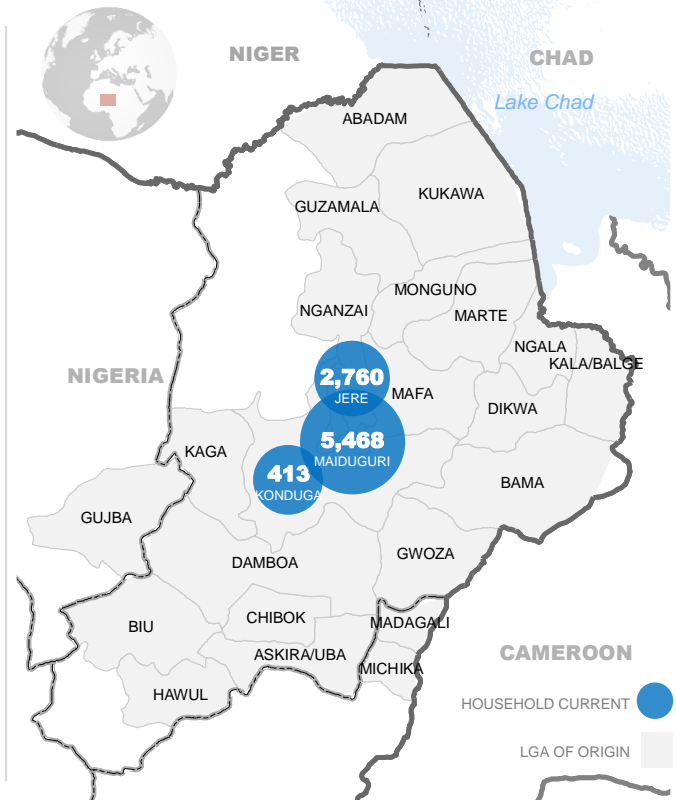 NIGER
CHAD
Lake Chad
ABADAM
KUKAWA
GUZAMALA
MONGUNO
NGANZAI
MARTE
NGALA
KALA/BALGE
NIGERIA
2,760
JERE
MAFA
DIKWA
5,468
MAIDUGURI
KAGA
413
KONDUGA
BAMA
GUJBA
GWOZA
DAMBOA
CHIBOK
MADAGALI
BIU
ASKIRA/UBA
CAMEROON
MICHIKA
HAWUL
HOUSEHOLD CURRENT
LGA OF ORIGIN